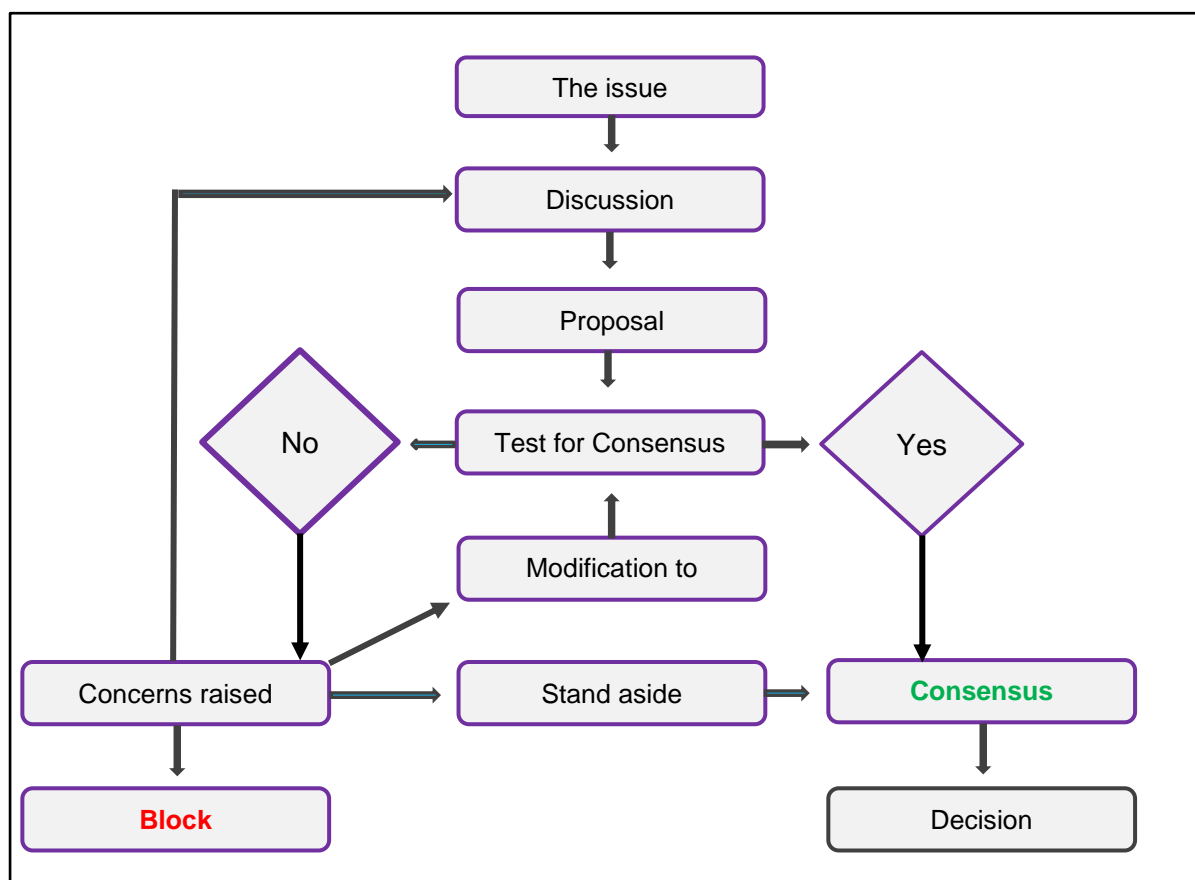 The issue
Discussion
Proposal
No
Test for Consensus
Yes
Modification to
Concerns raised
Stand aside
Consensus
Block
Decision